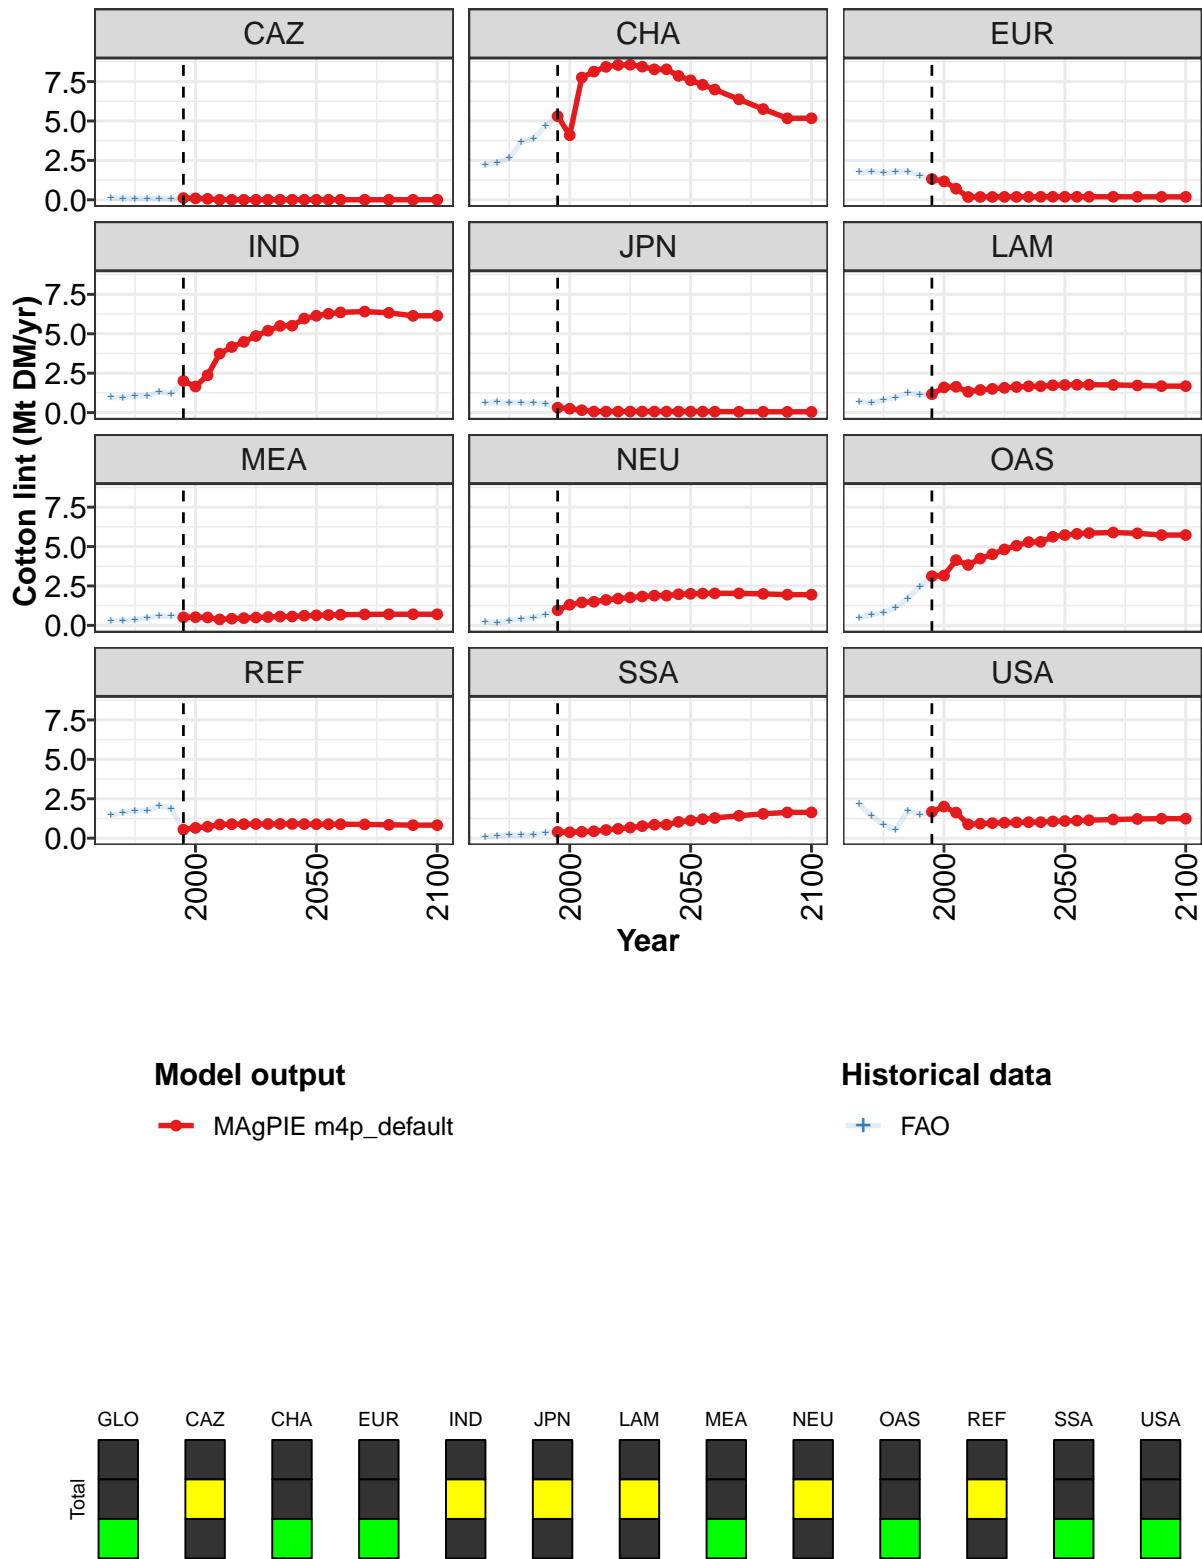 CAZ CHA EUR
7.5
5.0
2.5
0.0
IND JPN LAM
7.5
5.0
2.5
0.0
MEA NEU OAS
7.5
5.0
2.5
0.0
REF SSA USA
7.5
5.0
2.5
0.0
Cotton lint (Mt DM/yr)
2000 2050 2100 2000 2050 2100 2000 2050 2100
Year
Model output
MAgPIE m4p_default
Historical data
FAO
GLO CAZ CHA EUR IND JPN LAM MEA NEU OAS REF SSA USA
Total